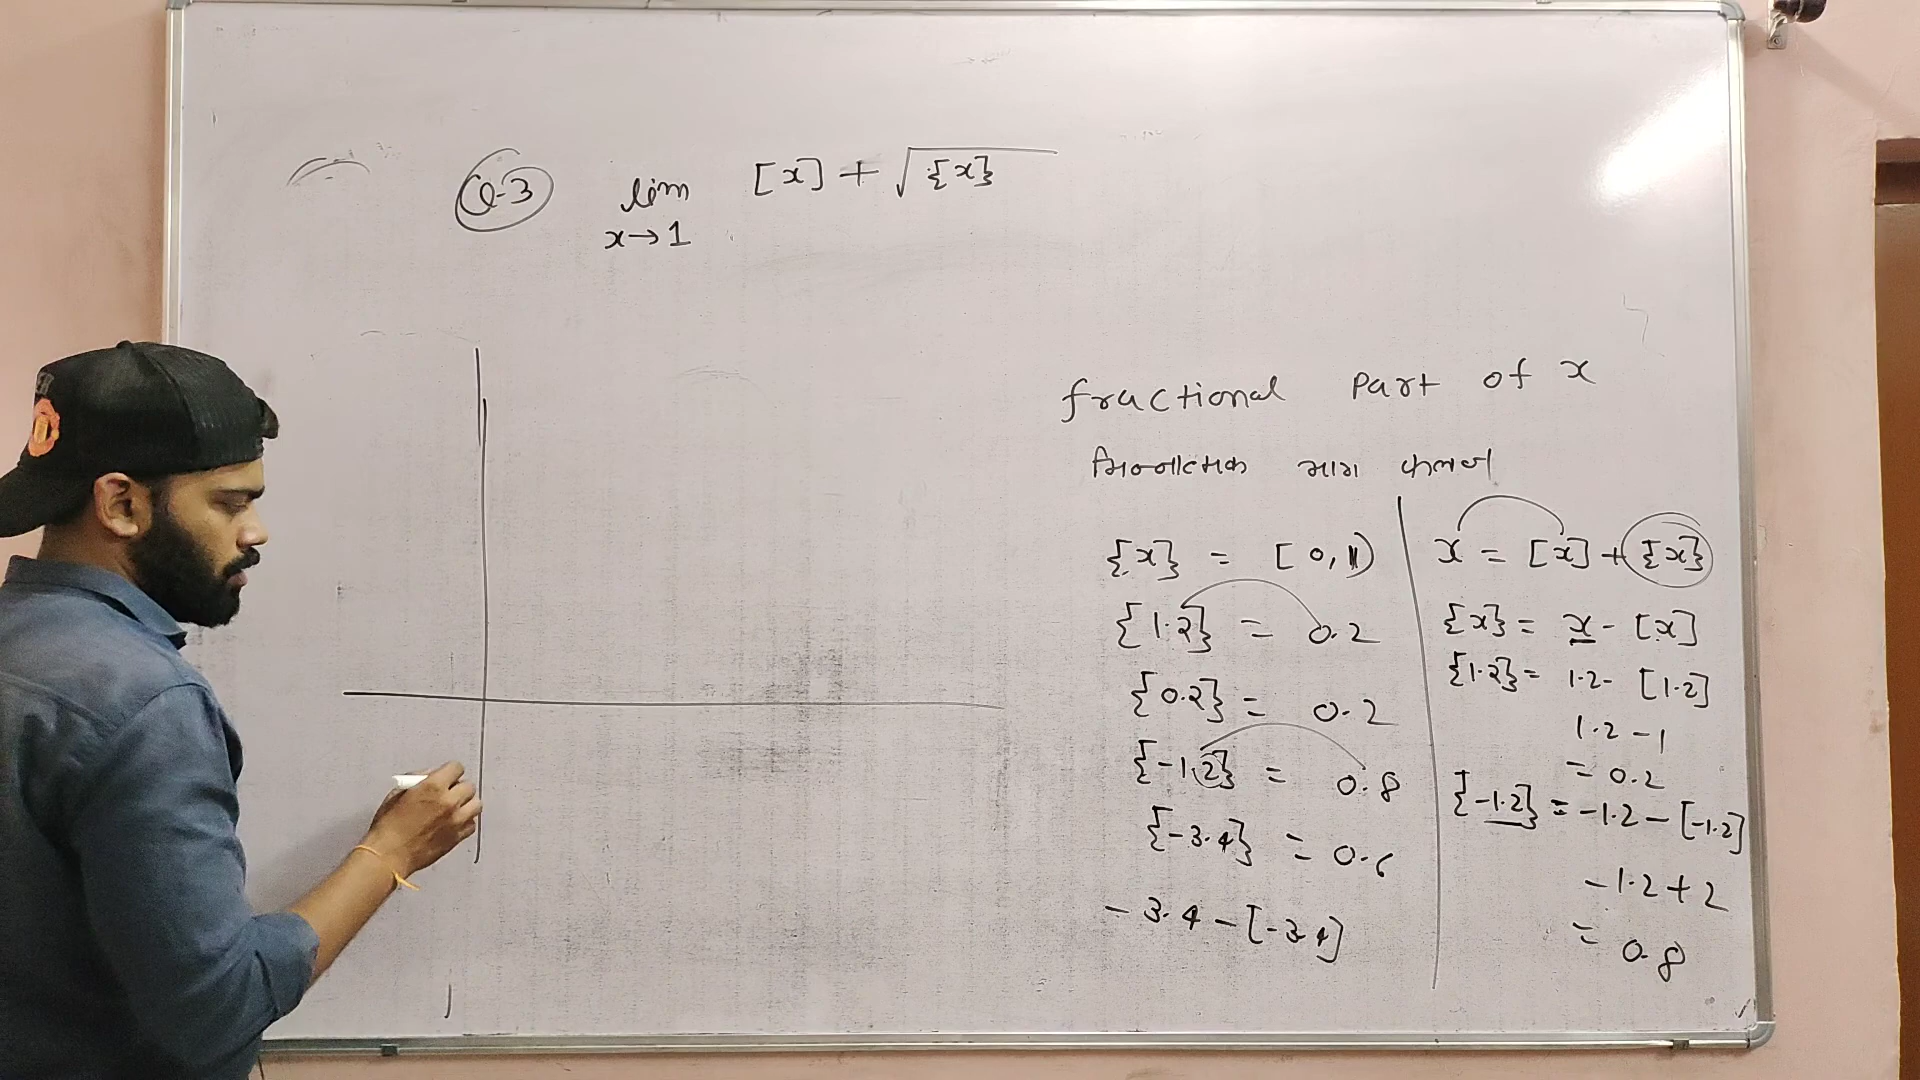 Q-3 lim x→1 [x] + √{x}
fractional Part of x
भिन्नात्मक भाग फलन
{x} = [0,1)
{1.2} = 0.2
{0.2} = 0.2
{-1.2} = 0.8
{-3.4} = 0.6
-3.4-[-3.4]
x = [x]+{x}
{x} = x-[x]
{1.2} = 1.2-[1.2]
1.2-1
= 0.2
{-1.2} = -1.2-[-1.2]
-1.2+2
= 0.8